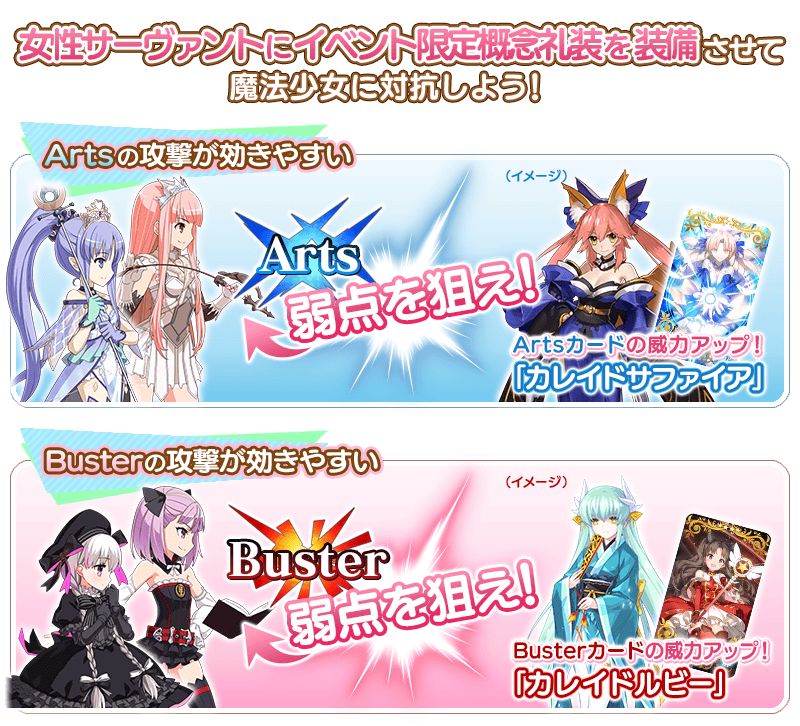 女性サーヴァントにイベント限定概念礼装を装備させて
魔法少女に対抗しよう!
Artsの攻撃が効きやすい
(イメージ)
Arts
弱点を狙え!
Artsカードの威力アップ!
「カレイドサファイア」
Busterの攻撃が効きやすい
(イメージ)
Buster
弱点を狙え!
Busterカードの威力アップ!
「カレイドルビー」